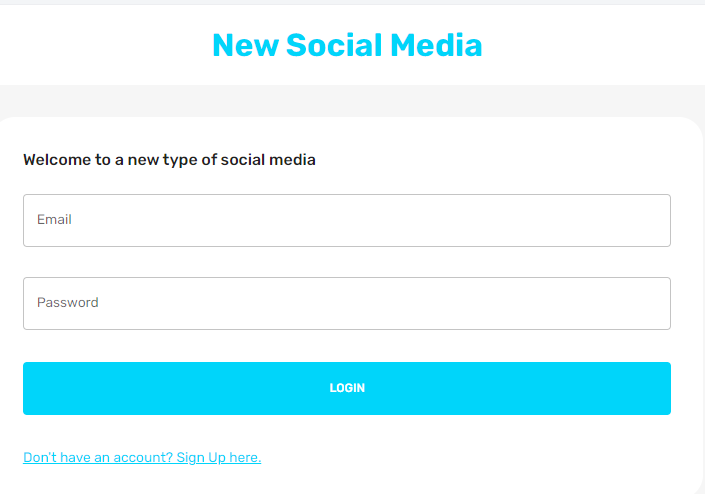 New Social Media
Welcome to a new type of social media
Email
Password
LOGIN
Don't have an account? Sign Up here.